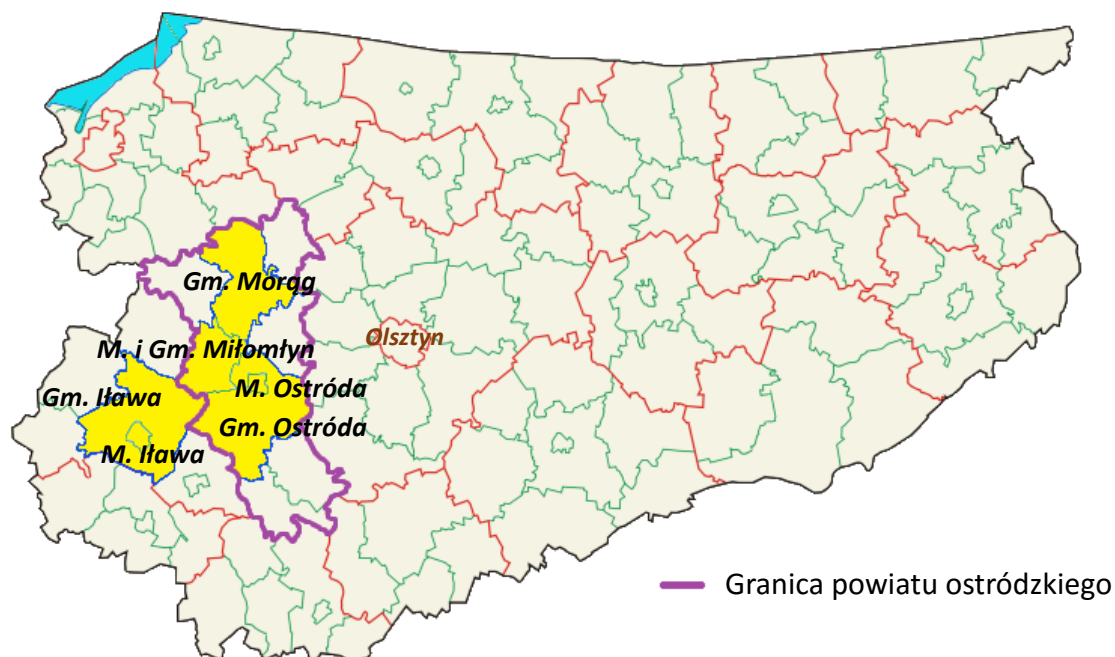 Gm. Morąg
M. i Gm. Miłomłyn
Olsztyn
M. Ostróda
Gm. Iława
Gm. Ostróda
M. Iława
Granica powiatu ostródzkiego